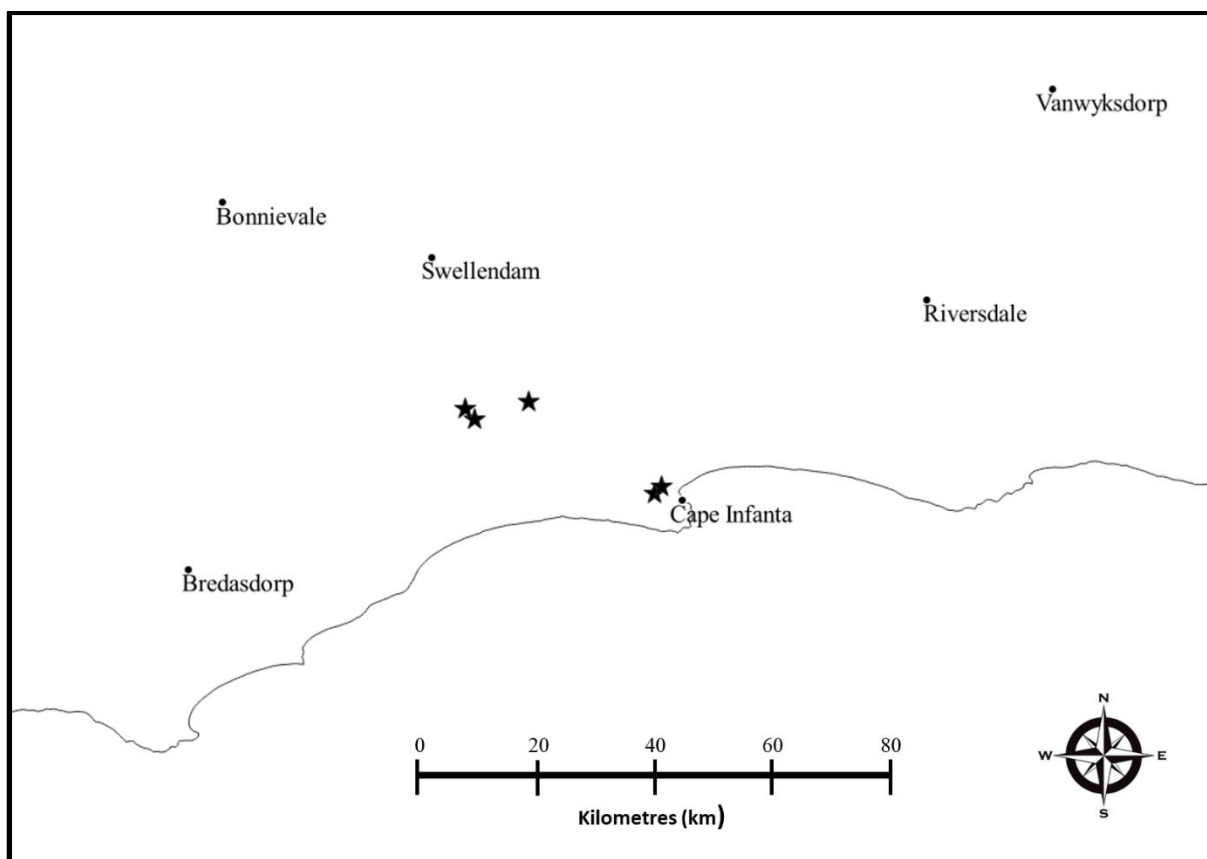 Vanwyksdorp
Bonnievale
Swellendam
Riversdale
Cape Infanta
Bredasdorp
N
W E
S
0 20 40 60 80
Kilometres (km)